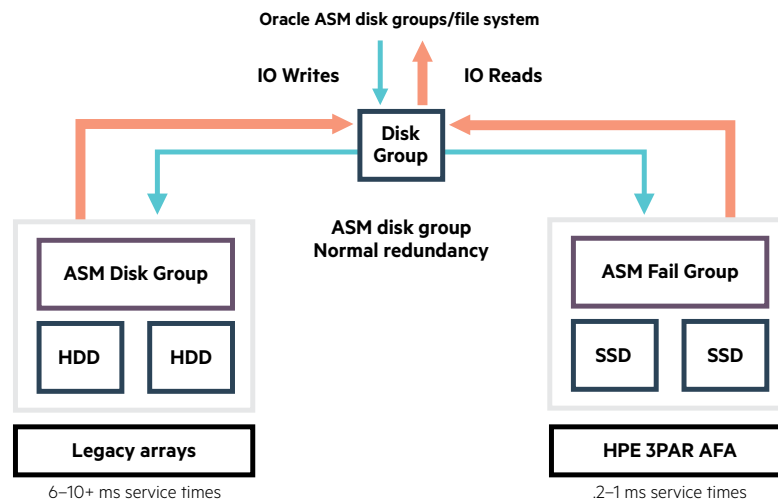 Oracle ASM disk groups/file system
IO Writes
IO Reads
Disk
Group
ASM disk group
Normal redundancy
ASM Disk Group
HDD
HDD
Legacy arrays
6–10+ ms service times
ASM Fail Group
SSD
SSD
HPE 3PAR AFA
.2–1 ms service times